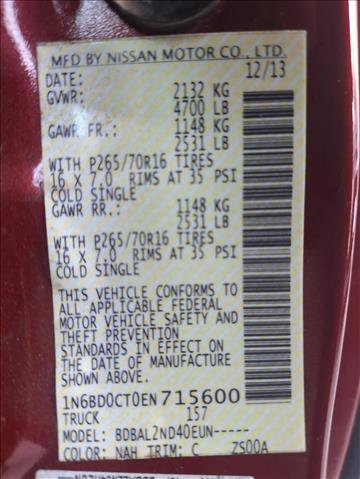 MFD BY NISSAN MOTOR CO., LTD.
DATE: 12/13
GVWR: 2132 KG
4700 LB
GAWR FR.: 1148 KG
2531 LB
WITH P265/70R16 TIRES
16 X 7.0 RIMS AT 35 PSI
COLD SINGLE
GAWR RR.: 1148 KG
2531 LB
WITH P265/70R16 TIRES
16 X 7.0 RIMS AT 35 PSI
COLD SINGLE
THIS VEHICLE CONFORMS TO
ALL APPLICABLE FEDERAL
MOTOR VEHICLE SAFETY AND
THEFT PREVENTION
STANDARDS IN EFFECT ON
THE DATE OF MANUFACTURE
SHOWN ABOVE.
1N6BD0CT0EN715600
TRUCK 157
MODEL: BDBAL2ND40EUN-----
COLOR: NAH TRIM: C ZS00A